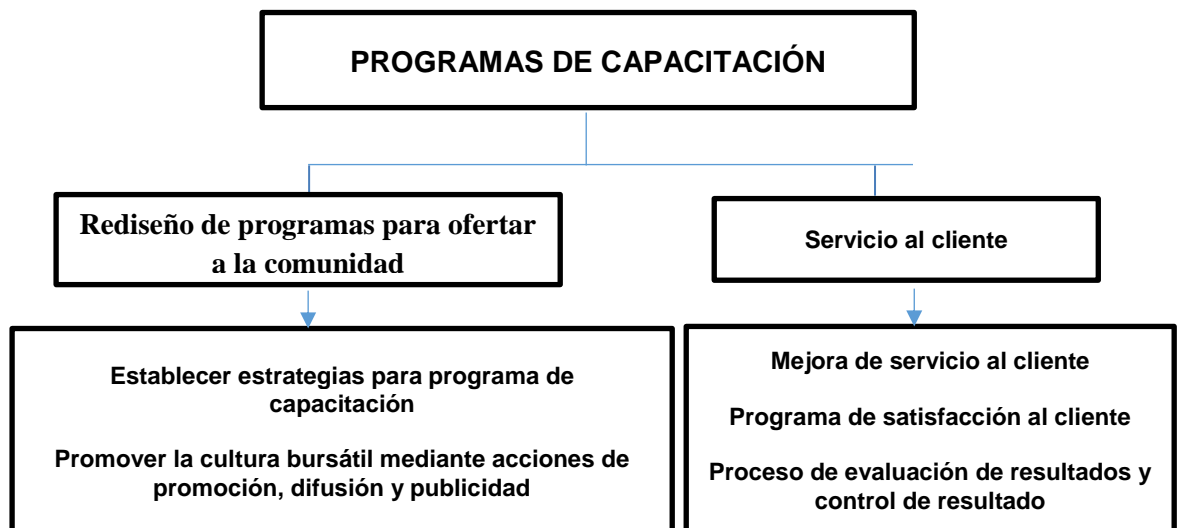 PROGRAMAS DE CAPACITACIÓN
Rediseño de programas para ofertar
a la comunidad
Servicio al cliente
Establecer estrategias para programa de
capacitación
Promover la cultura bursátil mediante acciones de
promoción, difusión y publicidad
Mejora de servicio al cliente
Programa de satisfacción al cliente
Proceso de evaluación de resultados y
control de resultado